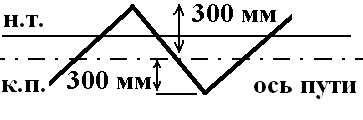 300 мм
н.т.
300 мм
к.п.
ось пути